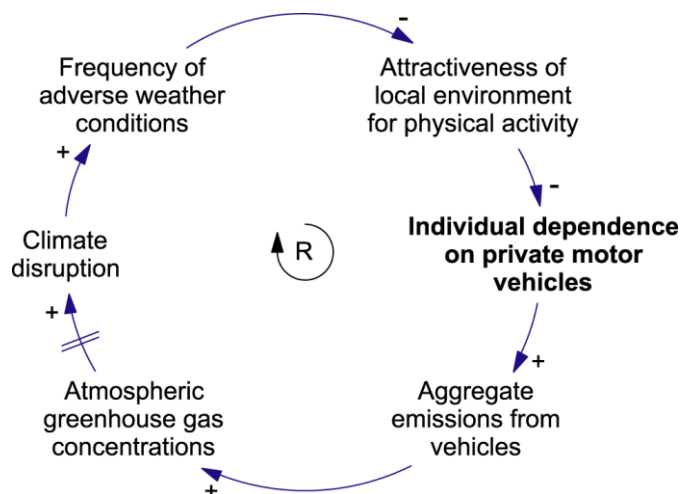 -
Frequency of
adverse weather
conditions
Attractiveness of
local environment
for physical activity
+
-
Individual dependence
on private motor
vehicles
R
Climate
disruption
+
+
Atmospheric
greenhouse gas
concentrations
Aggregate
emissions from
vehicles
+